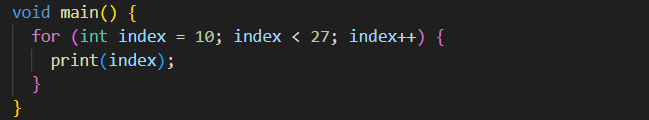 void main() {
  for (int index = 10; index < 27; index++) {
    print(index);
  }
}